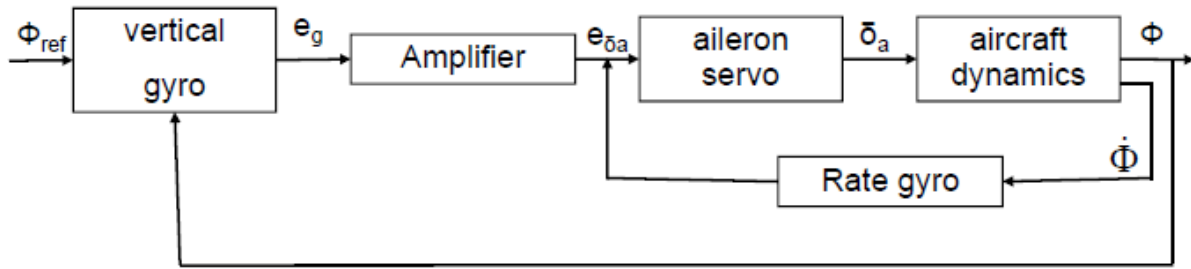 Φref
vertical
gyro
eg
Amplifier
eδa
aileron
servo
δa
aircraft
dynamics
Φ
Φ̇
Rate gyro